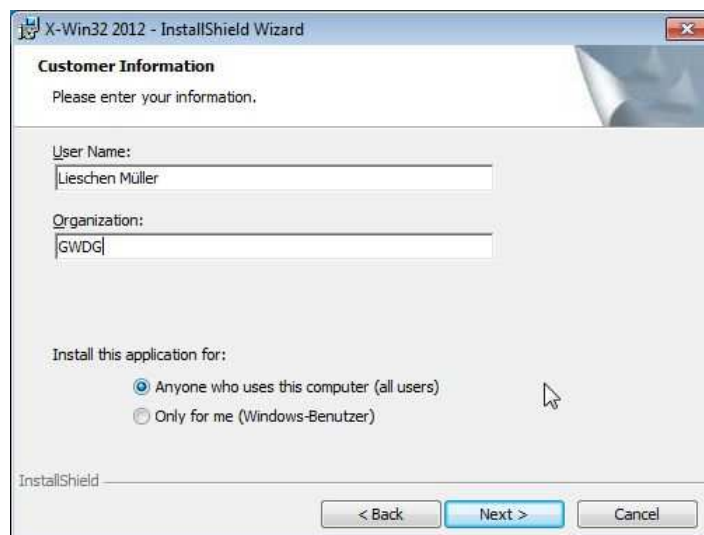 X-Win32 2012 - InstallShield Wizard
Customer Information
Please enter your information.
User Name:
Lieschen Müller
Organization:
GWDG
Install this application for:
Anyone who uses this computer (all users)
Only for me (Windows-Benutzer)
InstallShield
< Back Next > Cancel